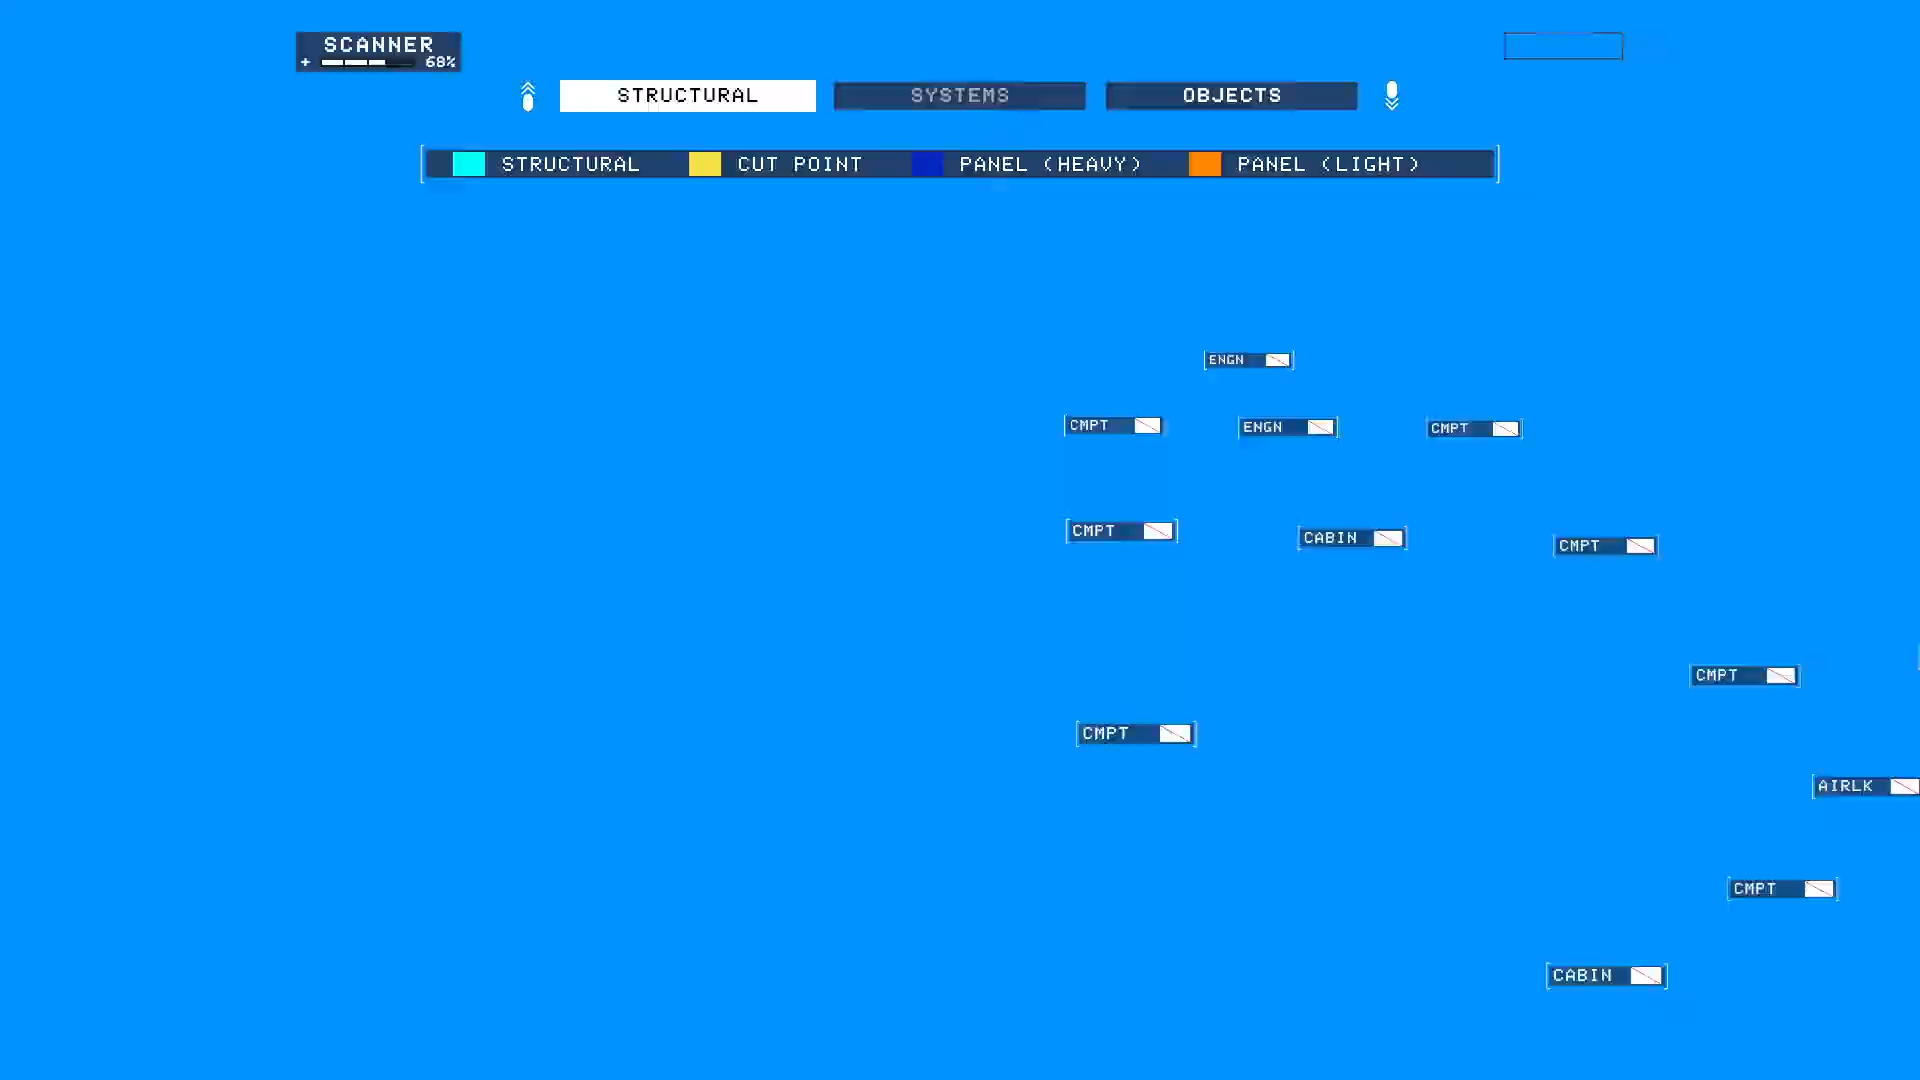 SCANNER
+ 68%
STRUCTURAL SYSTEMS OBJECTS
STRUCTURAL CUT POINT PANEL (HEAVY) PANEL (LIGHT)
ENGN
CMPT ENGN CMPT
CMPT CABIN CMPT
CMPT
CMPT
AIRLK
CMPT
CABIN